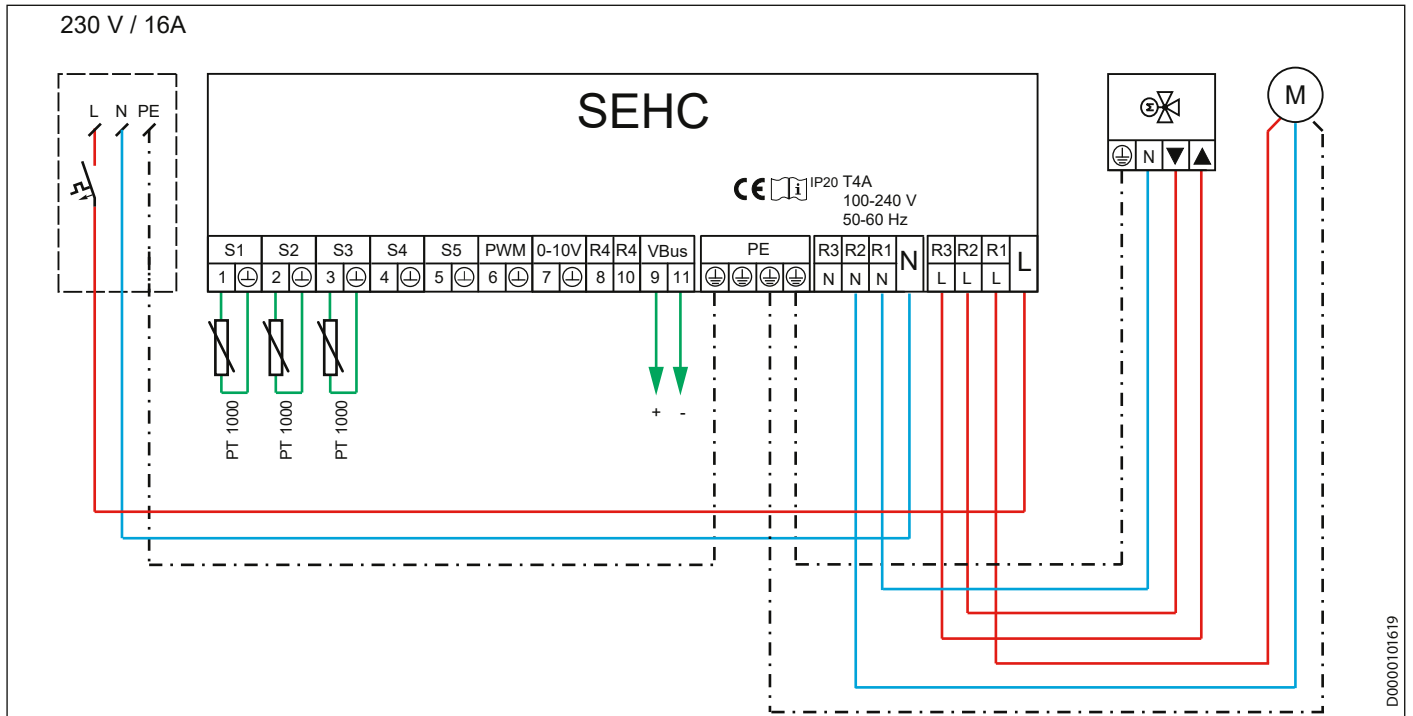 230 V / 16A
L N PE
SEHC
M
N ▼ ▲
CE i IP20 T4A
100-240 V
50-60 Hz
S1 S2 S3 S4 S5 PWM 0-10V R4 R4 VBus PE R3 R2 R1 N R3 R2 R1 L
1 2 3 4 5 6 7 8 10 9 11 N N N L L L
PT 1000 PT 1000 PT 1000
+ -
D0000101619